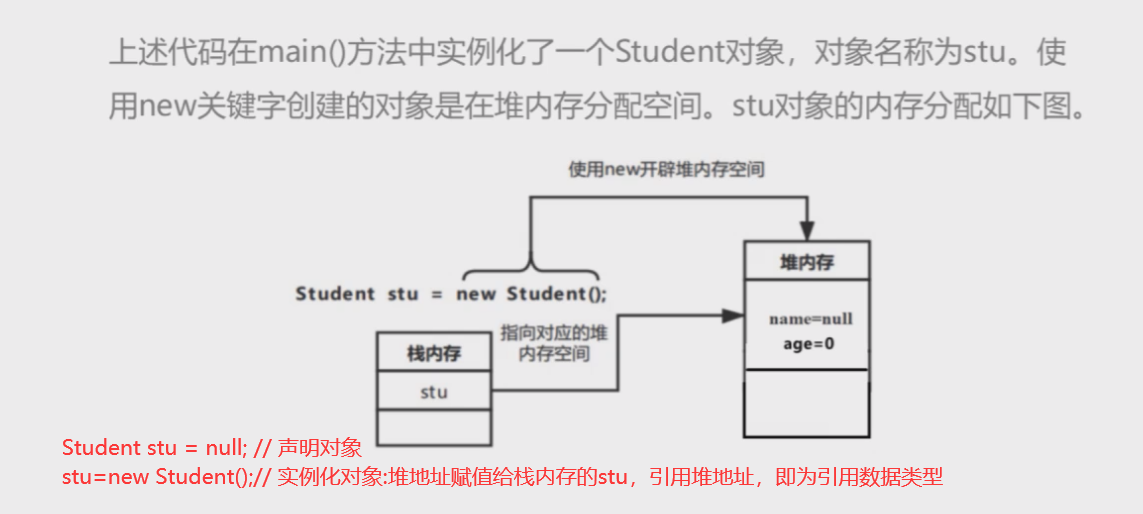 上述代码在main()方法中实例化了一个Student对象，对象名称为stu。使
用new关键字创建的对象是在堆内存分配空间。stu对象的内存分配如下图。
使用new开辟堆内存空间
堆内存
Student stu = new Student();
name=null
指向对应的堆
内存空间
age=0
栈内存
stu
Student stu = null; // 声明对象
stu=new Student();// 实例化对象:堆地址赋值给栈内存的stu，引用堆地址，即为引用数据类型